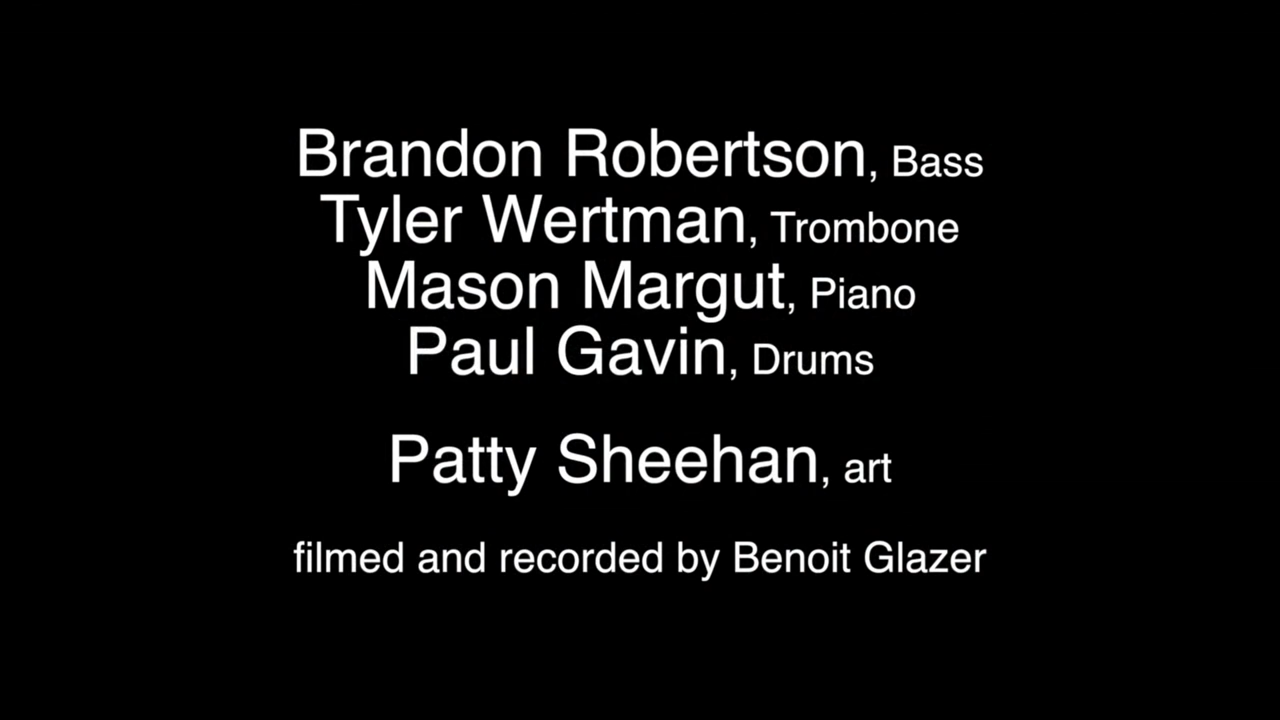 Brandon Robertson, Bass
Tyler Wertman, Trombone
Mason Margut, Piano
Paul Gavin, Drums
Patty Sheehan, art
filmed and recorded by Benoit Glazer